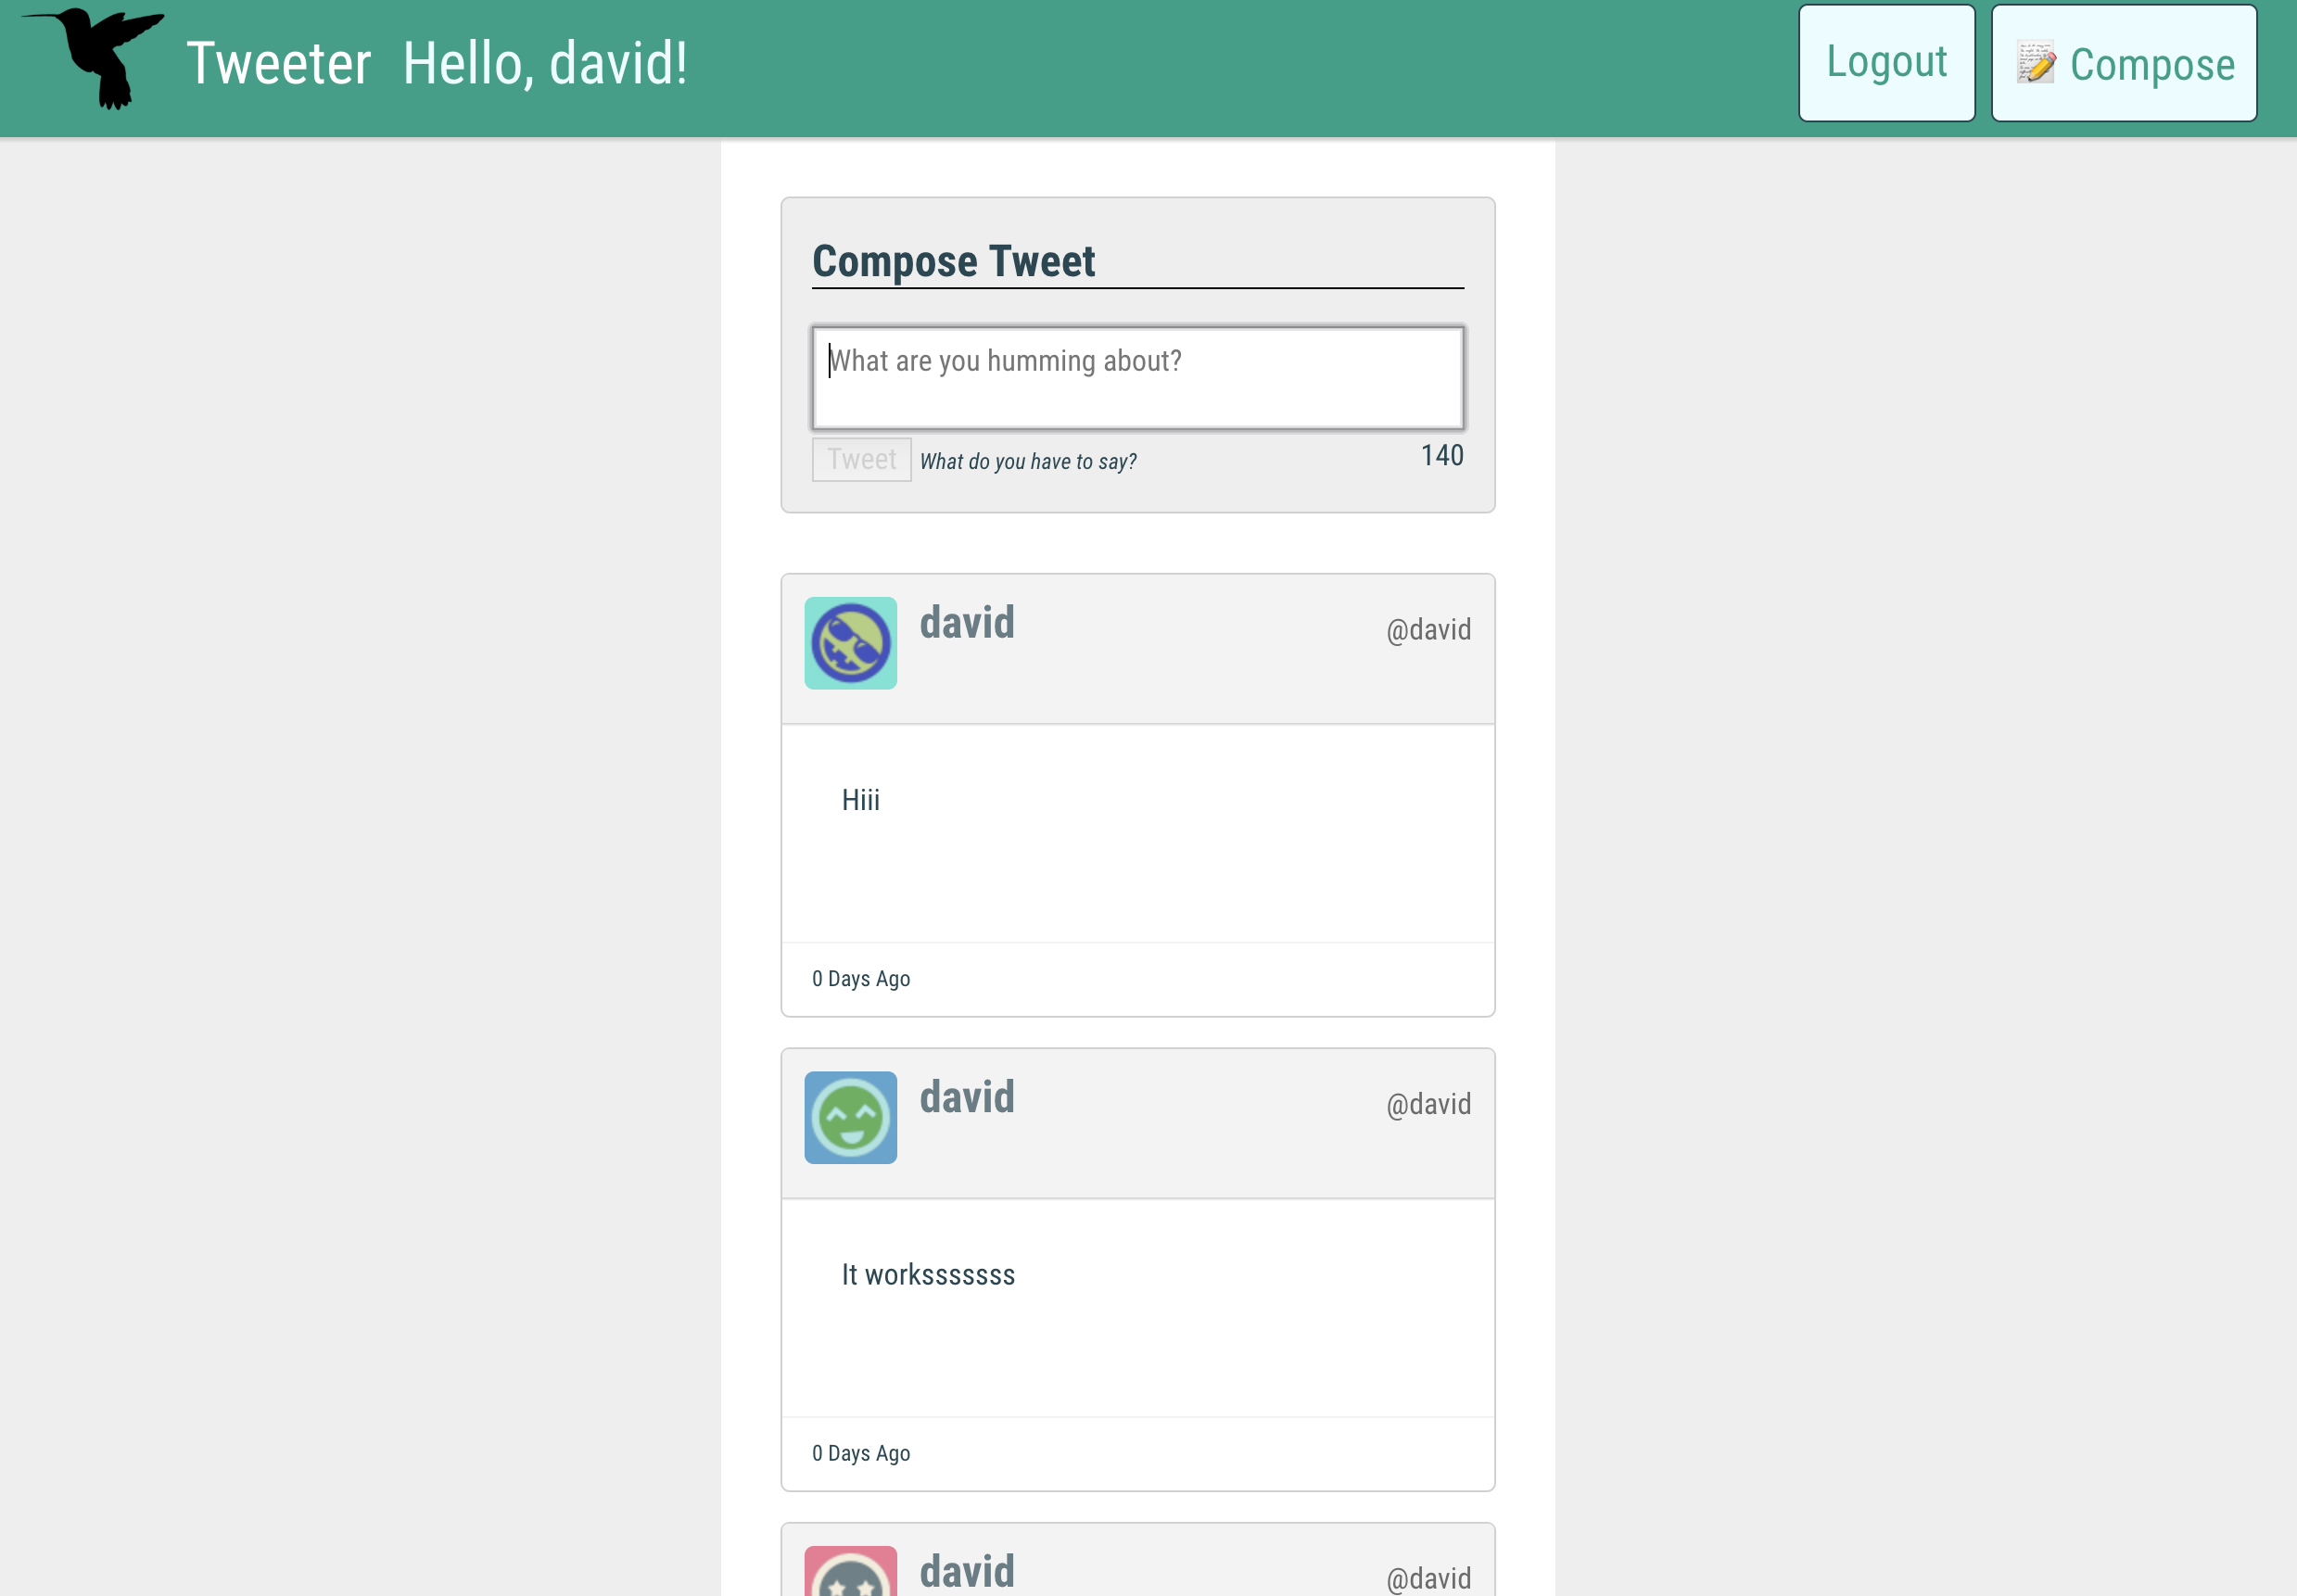 Tweeter Hello, david!
Logout
Compose
Compose Tweet
What are you humming about?
Tweet What do you have to say? 140
david @david
Hiii
0 Days Ago
david @david
It worksssssss
0 Days Ago
david @david